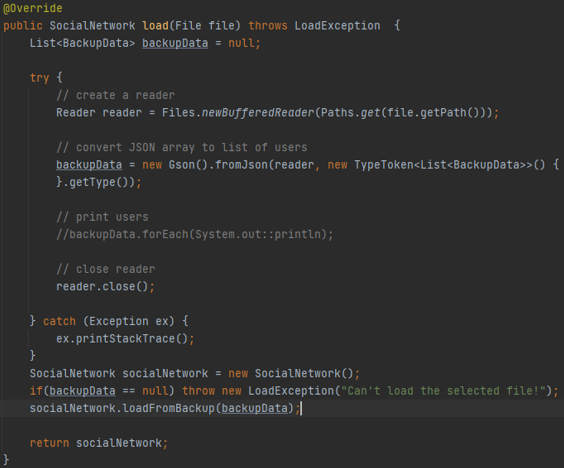 @Override
public SocialNetwork load(File file) throws LoadException  {
    List<BackupData> backupData = null;

    try {
        // create a reader
        Reader reader = Files.newBufferedReader(Paths.get(file.getPath()));

        // convert JSON array to list of users
        backupData = new Gson().fromJson(reader, new TypeToken<List<BackupData>>() {
        }.getType());

        // print users
        //backupData.forEach(System.out::println);

        // close reader
        reader.close();

    } catch (Exception ex) {
        ex.printStackTrace();
    }
    SocialNetwork socialNetwork = new SocialNetwork();
    if(backupData == null) throw new LoadException("Can't load the selected file!");
    socialNetwork.loadFromBackup(backupData);

    return socialNetwork;
}